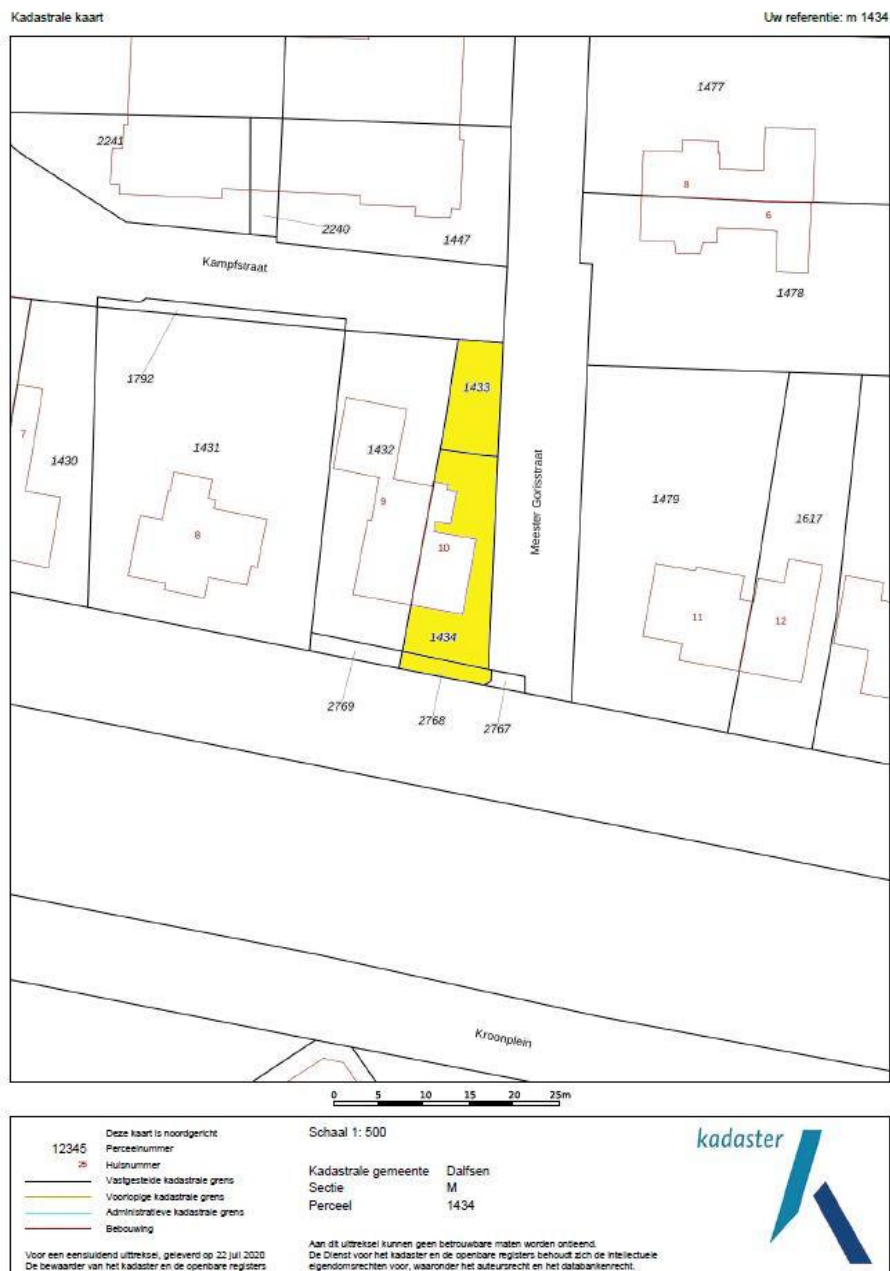 Kadastrale kaart
Uw referentie: m 1434
1477
2241
8
6
2240
1447
Kampfstraat
1478
1792
1433
7
1430
1431
1432
9
8
10
Meester Gorisstraat
1479
1617
11
12
1434
2769
2768
2767
Kroonplein
0 5 10 15 20 25m
Deze kaart is noordgericht
12345 Perceelnummer
25 Huisnummer
Vastgestelde kadastrale grens
Voorlopige kadastrale grens
Administratieve kadastrale grens
Bebouwing
Voor een eensluidend uittreksel, geleverd op 22 juli 2020
De bewaarder van het kadaster en de openbare registers
Schaal 1: 500
Kadastrale gemeente Dalfsen
Sectie M
Perceel 1434
Aan dit uittreksel kunnen geen betrouwbare maten worden ontleend.
De Dienst voor het kadaster en de openbare registers behoudt zich de intellectuele
eigendomsrechten voor, waaronder het auteursrecht en het databankenrecht.
kadaster